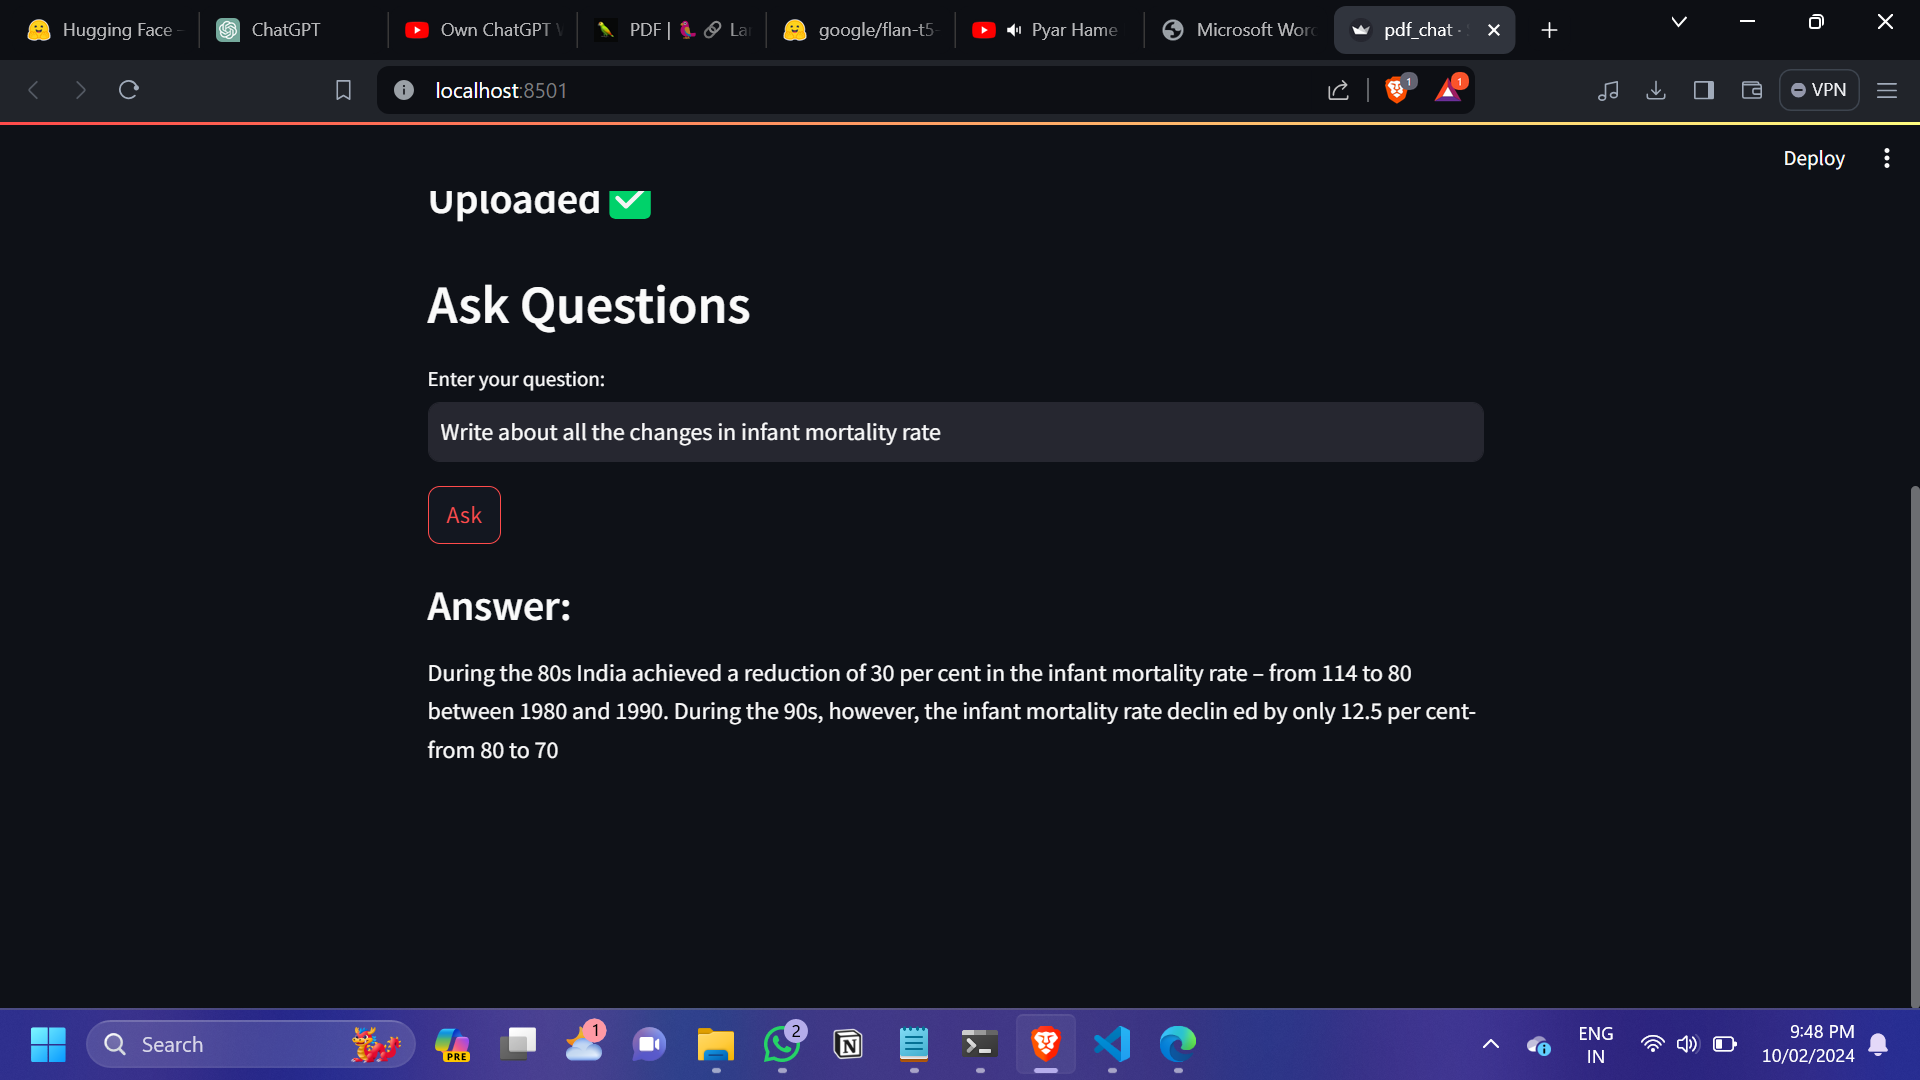 Hugging Face -
ChatGPT
Own ChatGPT
PDF |
google/flan-t5-
Pyar Hame
Microsoft Word
pdf_chat ·
localhost:8501
1
1
VPN
Deploy
Uploaded
Ask Questions
Enter your question:
Write about all the changes in infant mortality rate
Ask
Answer:
During the 80s India achieved a reduction of 30 per cent in the infant mortality rate – from 114 to 80
between 1980 and 1990. During the 90s, however, the infant mortality rate declin ed by only 12.5 per cent-
from 80 to 70
Search
PRE
1
2
ENG
IN
9:48 PM
10/02/2024